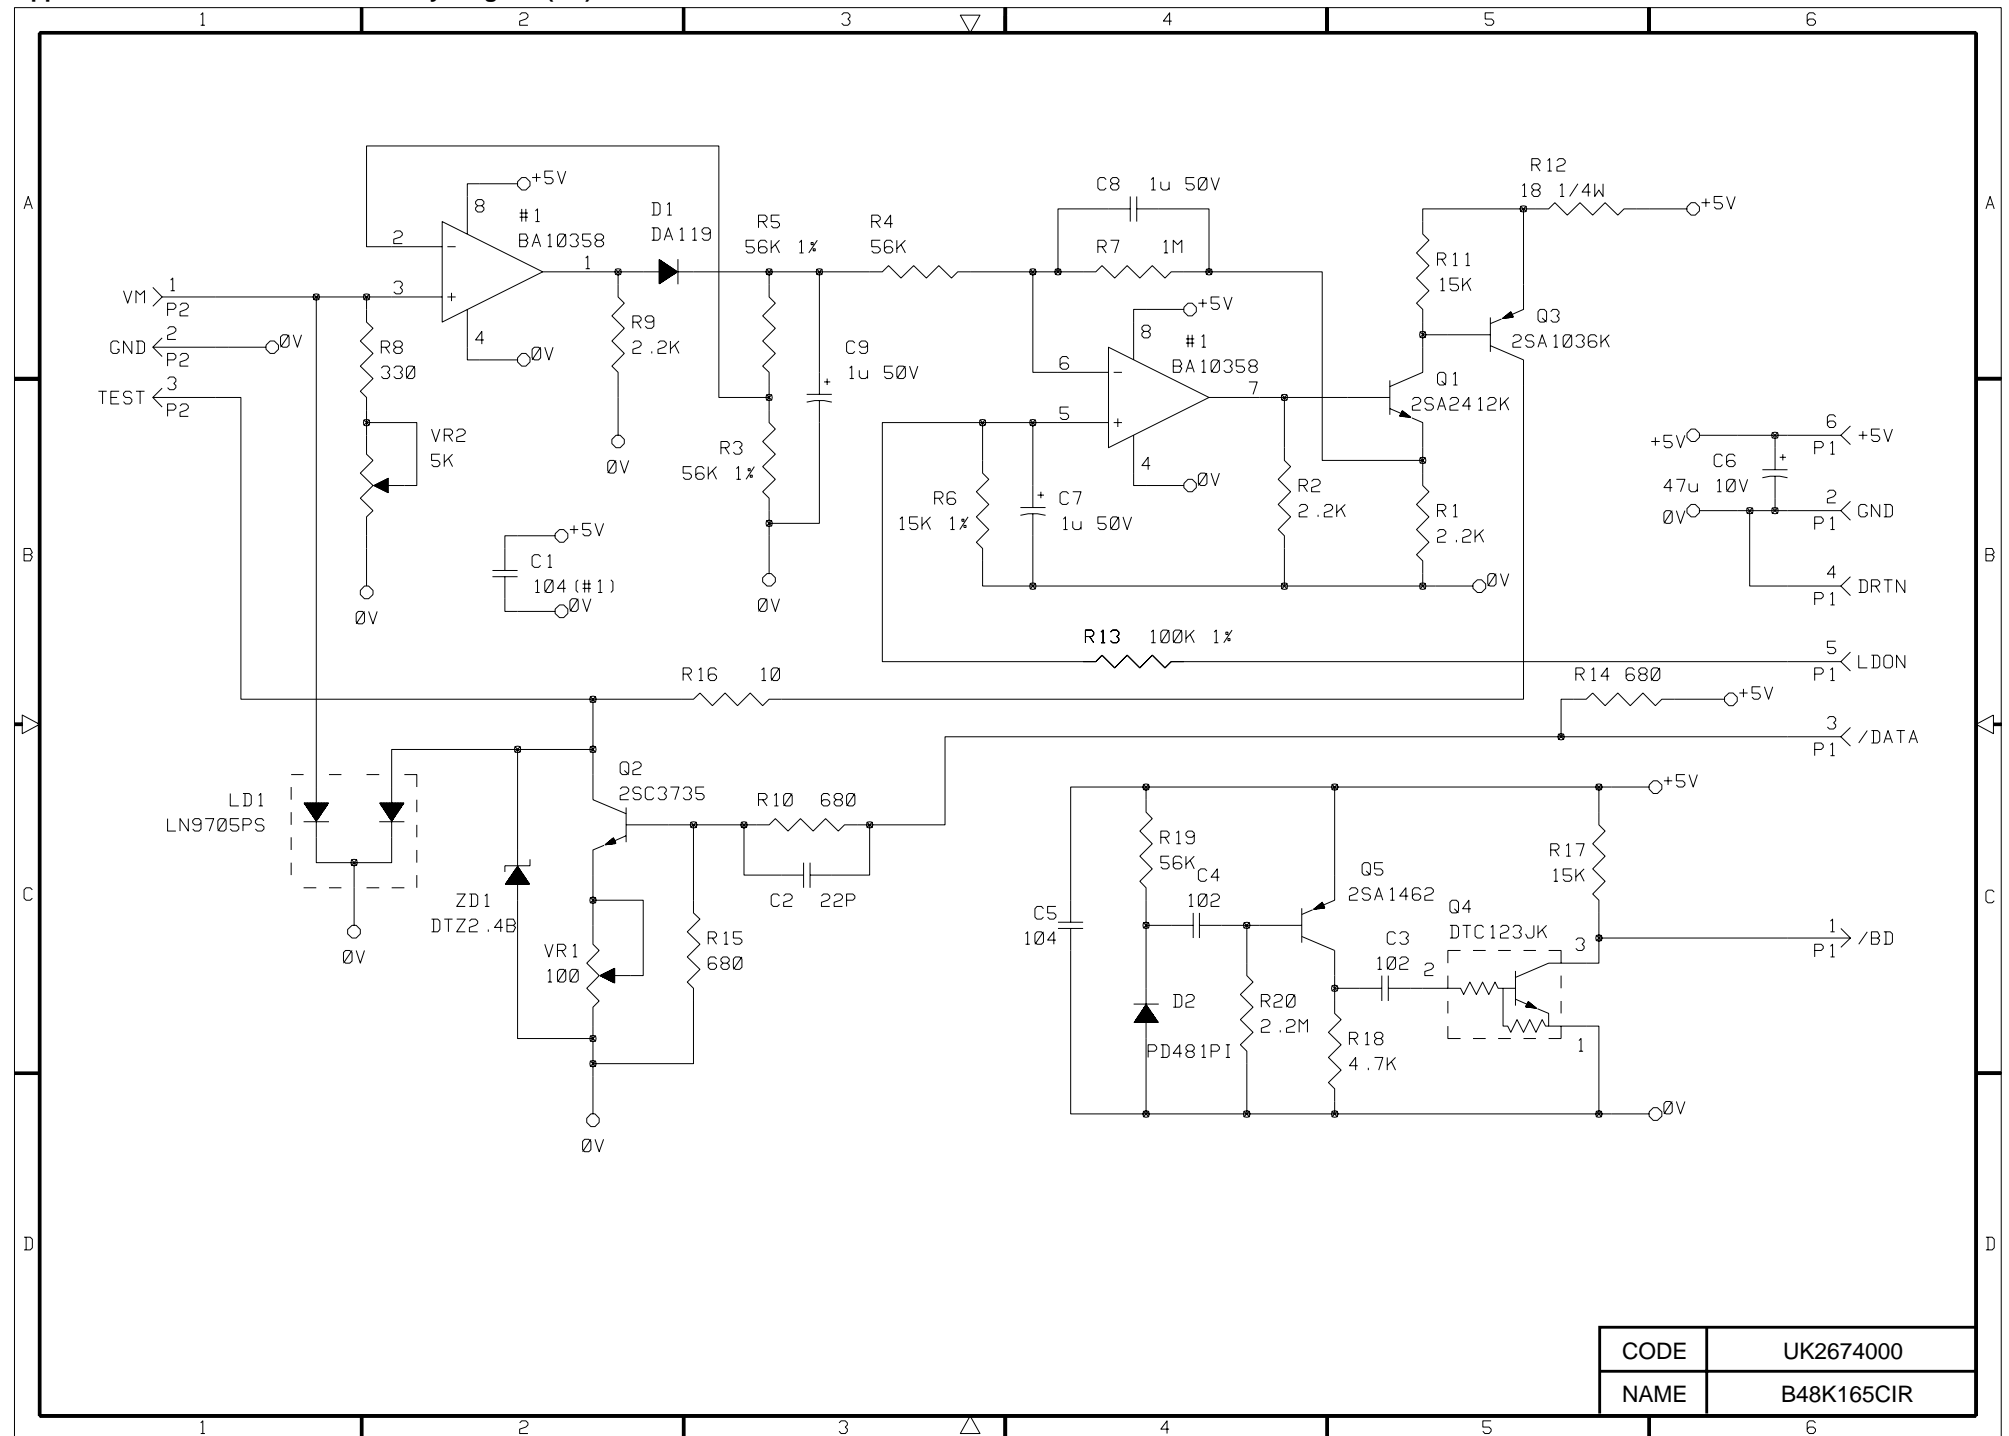 1 2 3 4 5 6
A A
B B
C C
D D
+5V
8
#1
BA10358
2
3
1
4
0V
VM 1
P2
GND 2
P2
0V
TEST 3
P2
R8
330
VR2
5K
0V
D1
DA119
R9
2.2K
0V
R5
56K 1%
C9
+
1u 50V
R3
56K 1%
0V
+5V
C1
104(#1)
0V
R4
56K
C8 1u 50V
R7 1M
+5V
8
#1
BA10358
6
5
7
4
0V
R6
15K 1%
+
C7
1u 50V
R2
2.2K
R12
18 1/4W
+5V
R11
15K
Q3
2SA1036K
Q1
2SA2412K
R1
2.2K
0V
R13 100K 1%
+5V
6
P1
+5V
C6
+
47u 10V
0V
2
P1
GND
4
P1
DRTN
5
P1
LDON
R14 680
+5V
3
P1
/DATA
R16 10
LD1
LN9705PS
0V
Q2
2SC3735
ZD1
DTZ2.4B
VR1
100
0V
R10 680
C2 22P
R15
680
+5V
C5
104
R19
56K
C4
102
D2
PD481PI
R20
2.2M
Q5
2SA1462
C3
102
R18
4.7K
Q4
DTC123JK
2
3
1
R17
15K
1
P1
/BD
0V
CODE UK2674000
NAME B48K165CIR
1 2 3 4 5 6